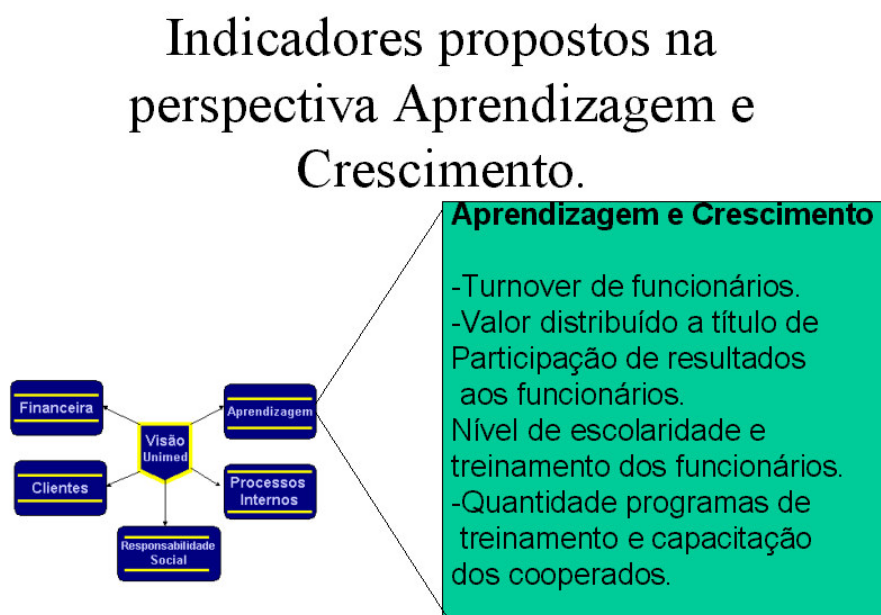 Indicadores propostos na
perspectiva Aprendizagem e
Crescimento.
Aprendizagem e Crescimento
-Turnover de funcionários.
-Valor distribuído a título de
Participação de resultados
aos funcionários.
Nível de escolaridade e
treinamento dos funcionários.
-Quantidade programas de
treinamento e capacitação
dos cooperados.
Financeira
Aprendizagem
Visão
Unimed
Clientes
Processos
Internos
Responsabilidade
Social